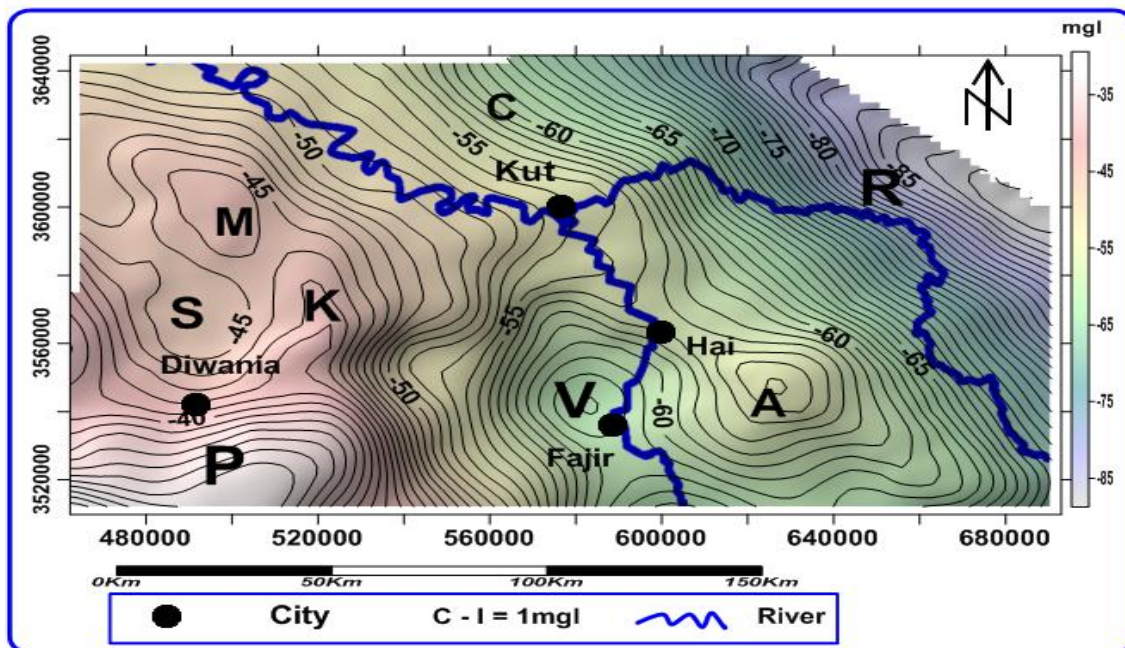 mgl
3640000
3600000
3560000
3520000
N
C
-50
-55
-60
-65
-70
-75
-80
-85
-45
Kut
R
M
S
K
-45
-55
-60
-65
Hai
Diwania
-50
V
-60
A
-40
P
Fajir
-35
-45
-55
-65
-75
-85
480000 520000 560000 600000 640000 680000
0Km 50Km 100Km 150Km
City C - I = 1mgl River